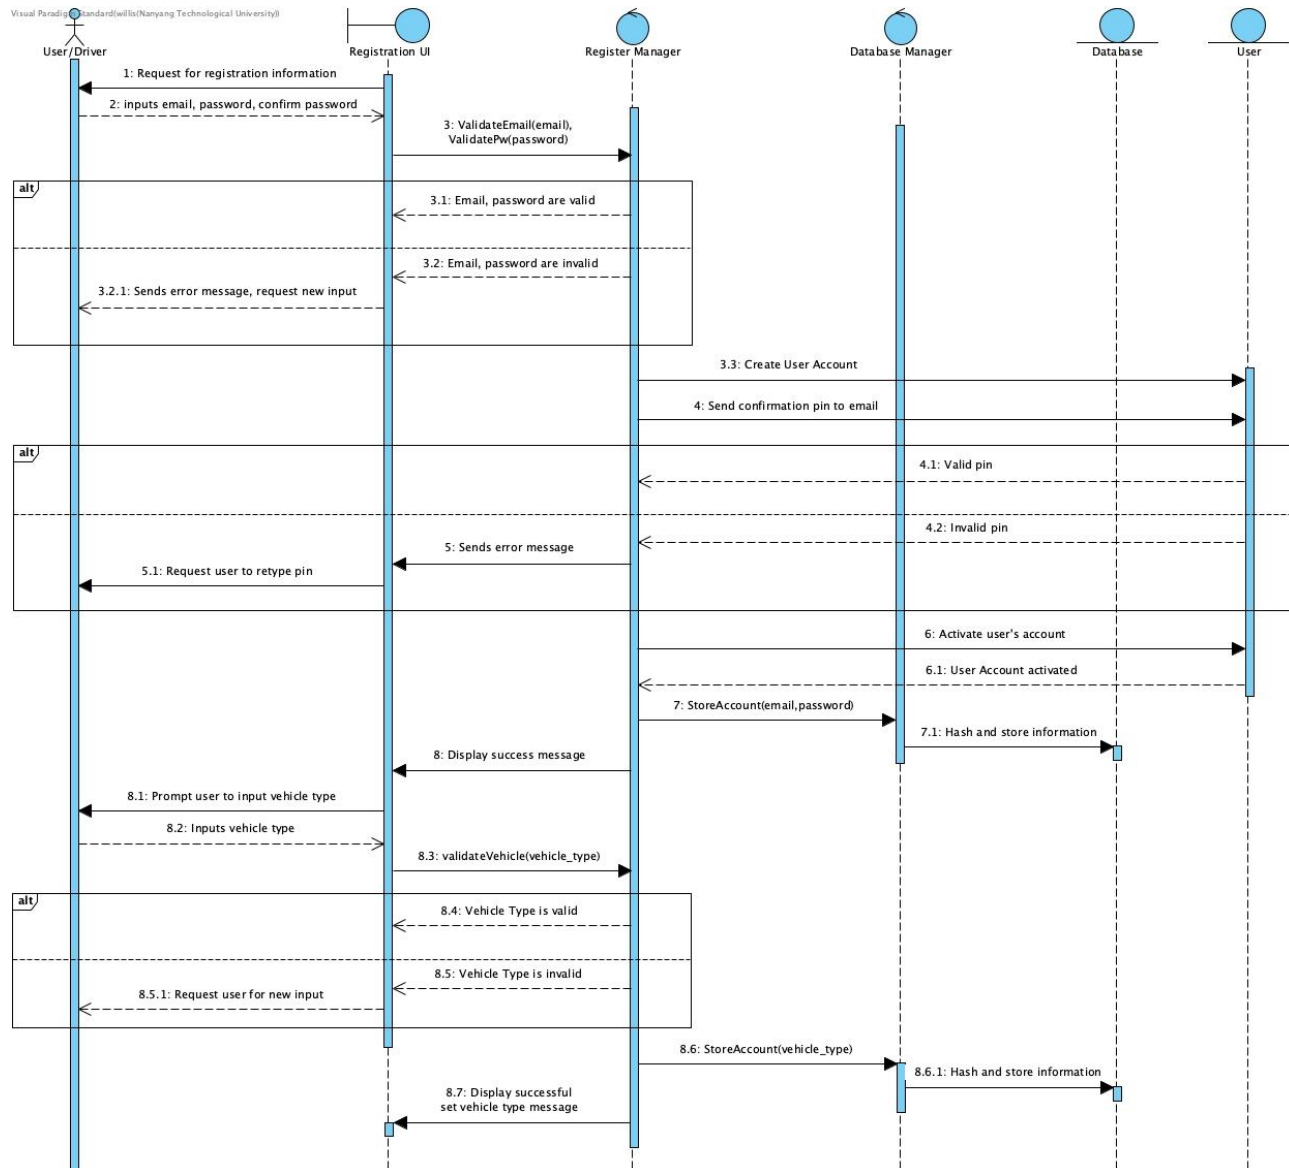 Visual Paradigm Standard(willis(Nanyang Technological University))
User/Driver
Registration UI
Register Manager
Database Manager
Database
User
1: Request for registration information
2: inputs email, password, confirm password
3: ValidateEmail(email),
ValidatePw(password)
alt
3.1: Email, password are valid
3.2: Email, password are invalid
3.2.1: Sends error message, request new input
3.3: Create User Account
4: Send confirmation pin to email
alt
4.1: Valid pin
4.2: Invalid pin
5: Sends error message
5.1: Request user to retype pin
6: Activate user's account
6.1: User Account activated
7: StoreAccount(email,password)
7.1: Hash and store information
8: Display success message
8.1: Prompt user to input vehicle type
8.2: Inputs vehicle type
8.3: validateVehicle(vehicle_type)
alt
8.4: Vehicle Type is valid
8.5: Vehicle Type is invalid
8.5.1: Request user for new input
8.6: StoreAccount(vehicle_type)
8.6.1: Hash and store information
8.7: Display successful
set vehicle type message